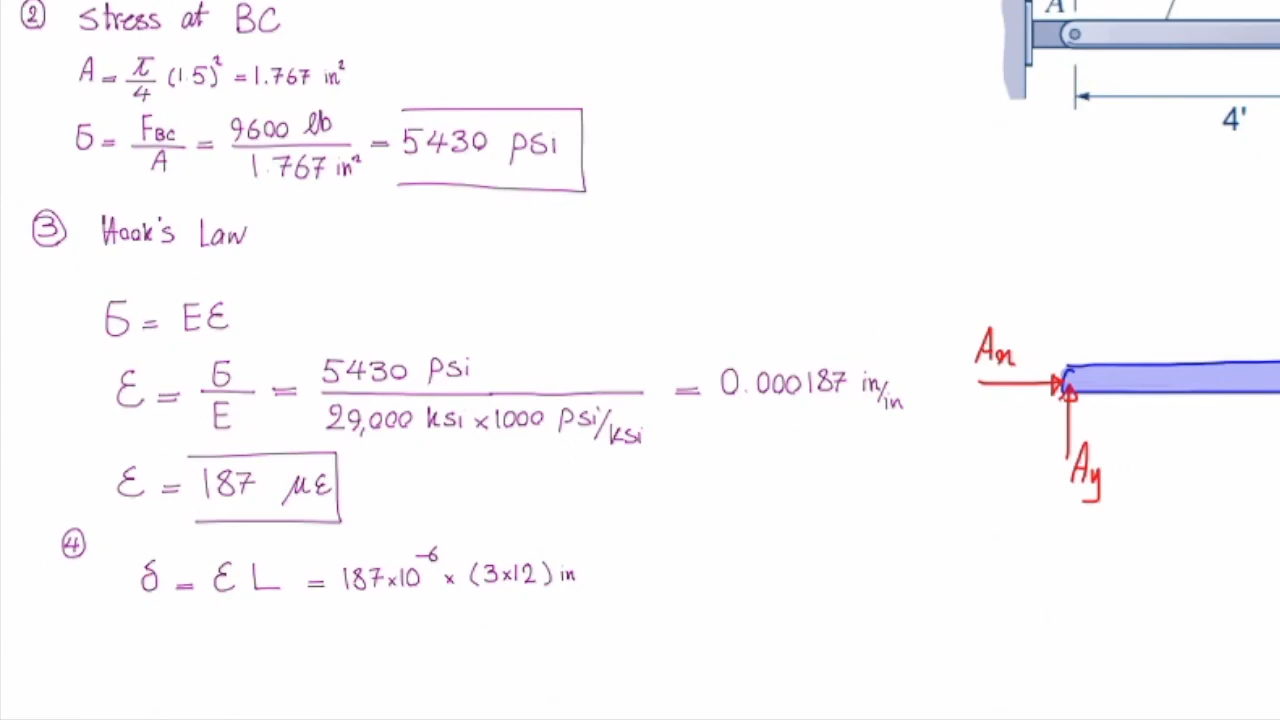 ② Stress at BC
A = π/4 (1.5)² = 1.767 in²
σ = F_BC/A = 9600 lb/1.767 in² = 5430 psi
③ Hook's Law
σ = Eε
ε = σ/E = 5430 psi/29,000 ksi × 1000 psi/ksi = 0.000187 in/in
ε = 187 με
④
δ = ε L = 187×10⁻⁶ × (3×12) in
A
4'
Ax
Ay